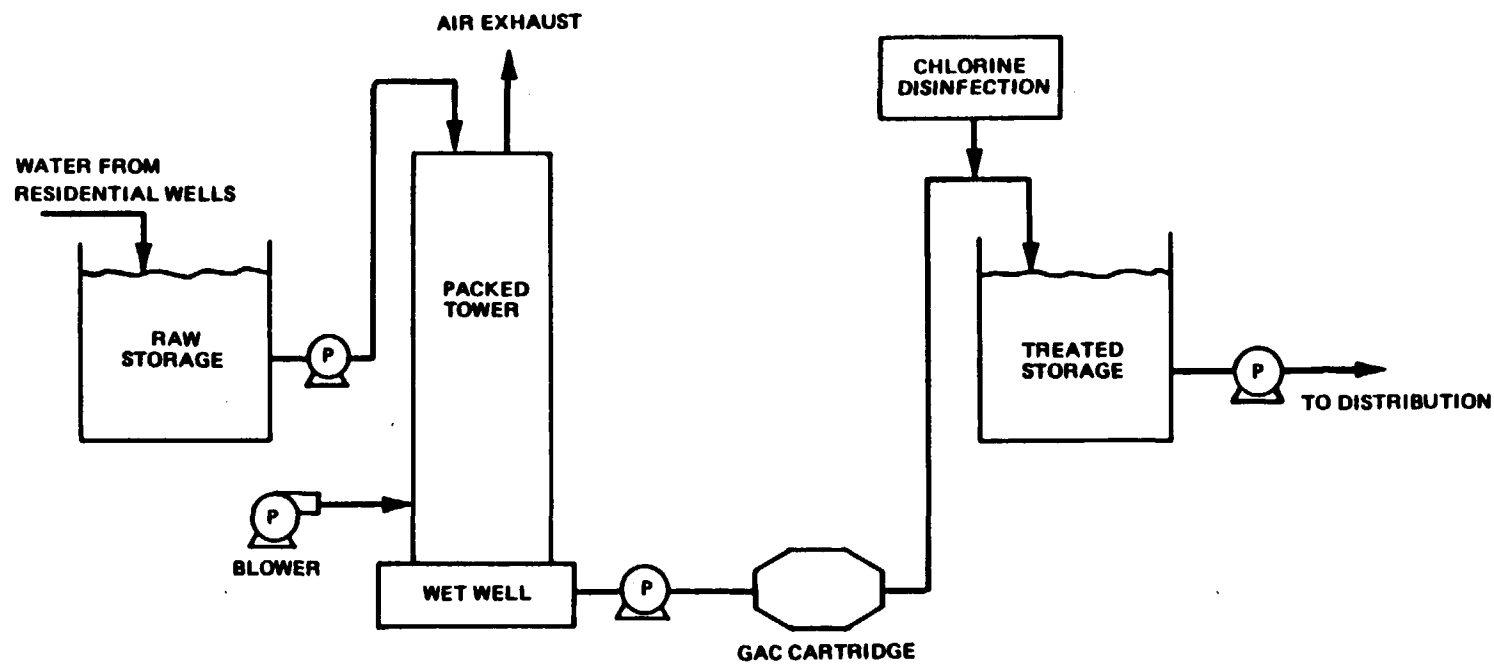 AIR EXHAUST
CHLORINE
DISINFECTION
WATER FROM
RESIDENTIAL WELLS
PACKED
TOWER
RAW
STORAGE
P
TREATED
STORAGE
P
TO DISTRIBUTION
P
BLOWER
WET WELL
P
GAC CARTRIDGE